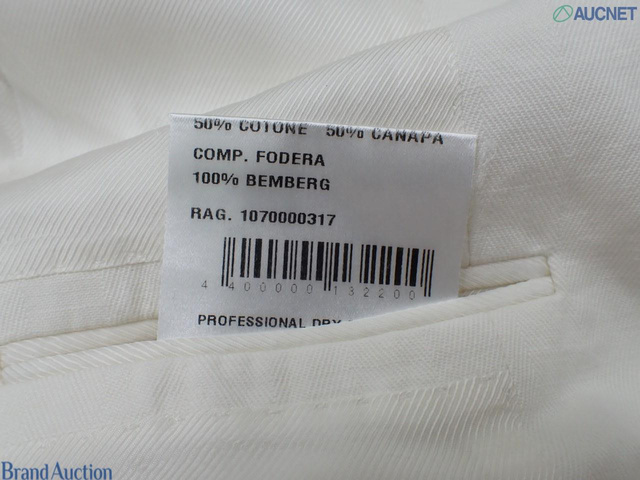 AUCNET
50% COTONE 50% CANAPA
COMP. FODERA
100% BEMBERG
RAG. 1070000317
4 400000 132200
PROFESSIONAL DRY
Brand Auction